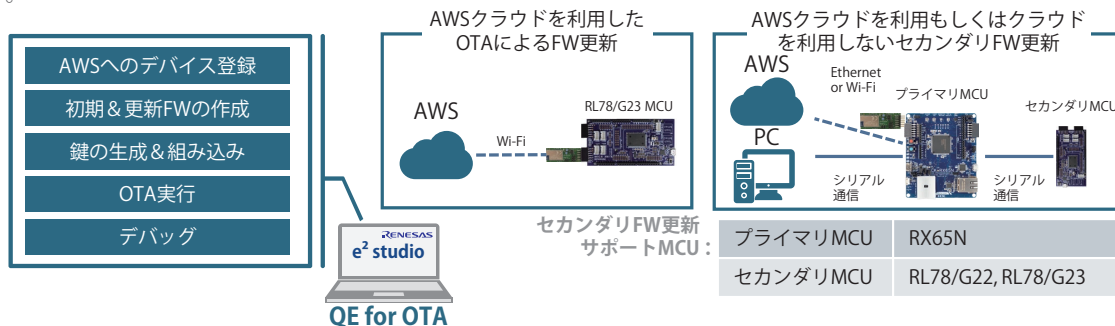 。
AWSへのデバイス登録
初期＆更新FWの作成
鍵の生成＆組み込み
OTA実行
デバッグ
RENESAS
e² studio
QE for OTA
AWSクラウドを利用した
OTAによるFW更新
AWS
Wi-Fi
RL78/G23 MCU
AWSクラウドを利用もしくはクラウド
を利用しないセカンダリFW更新
AWS
Ethernet
or Wi-Fi
プライマリMCU
セカンダリMCU
PC
シリアル
通信
シリアル
通信
セカンダリFW更新
サポートMCU：
プライマリMCU RX65N
セカンダリMCU RL78/G22, RL78/G23